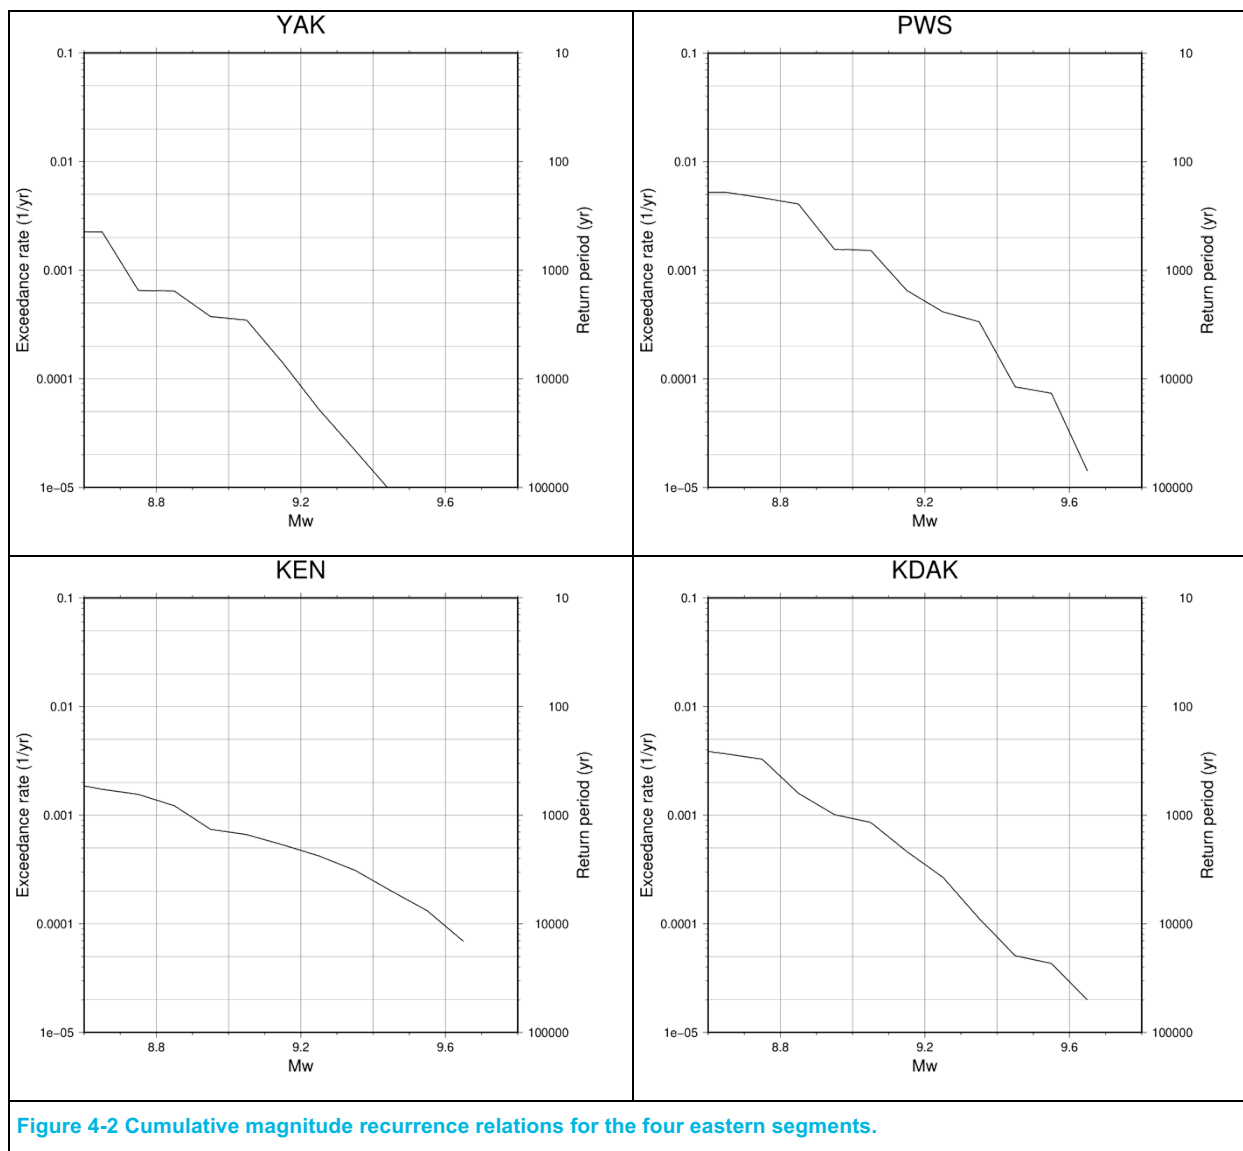 YAK
0.1
0.01
0.001
0.0001
1e−05
Exceedance rate (1/yr)
10
100
1000
10000
100000
Return period (yr)
8.8 9.2 9.6
Mw
PWS
0.1
0.01
0.001
0.0001
1e−05
Exceedance rate (1/yr)
10
100
1000
10000
100000
Return period (yr)
8.8 9.2 9.6
Mw
KEN
0.1
0.01
0.001
0.0001
1e−05
Exceedance rate (1/yr)
10
100
1000
10000
100000
Return period (yr)
8.8 9.2 9.6
Mw
KDAK
0.1
0.01
0.001
0.0001
1e−05
Exceedance rate (1/yr)
10
100
1000
10000
100000
Return period (yr)
8.8 9.2 9.6
Mw
Figure 4-2 Cumulative magnitude recurrence relations for the four eastern segments.